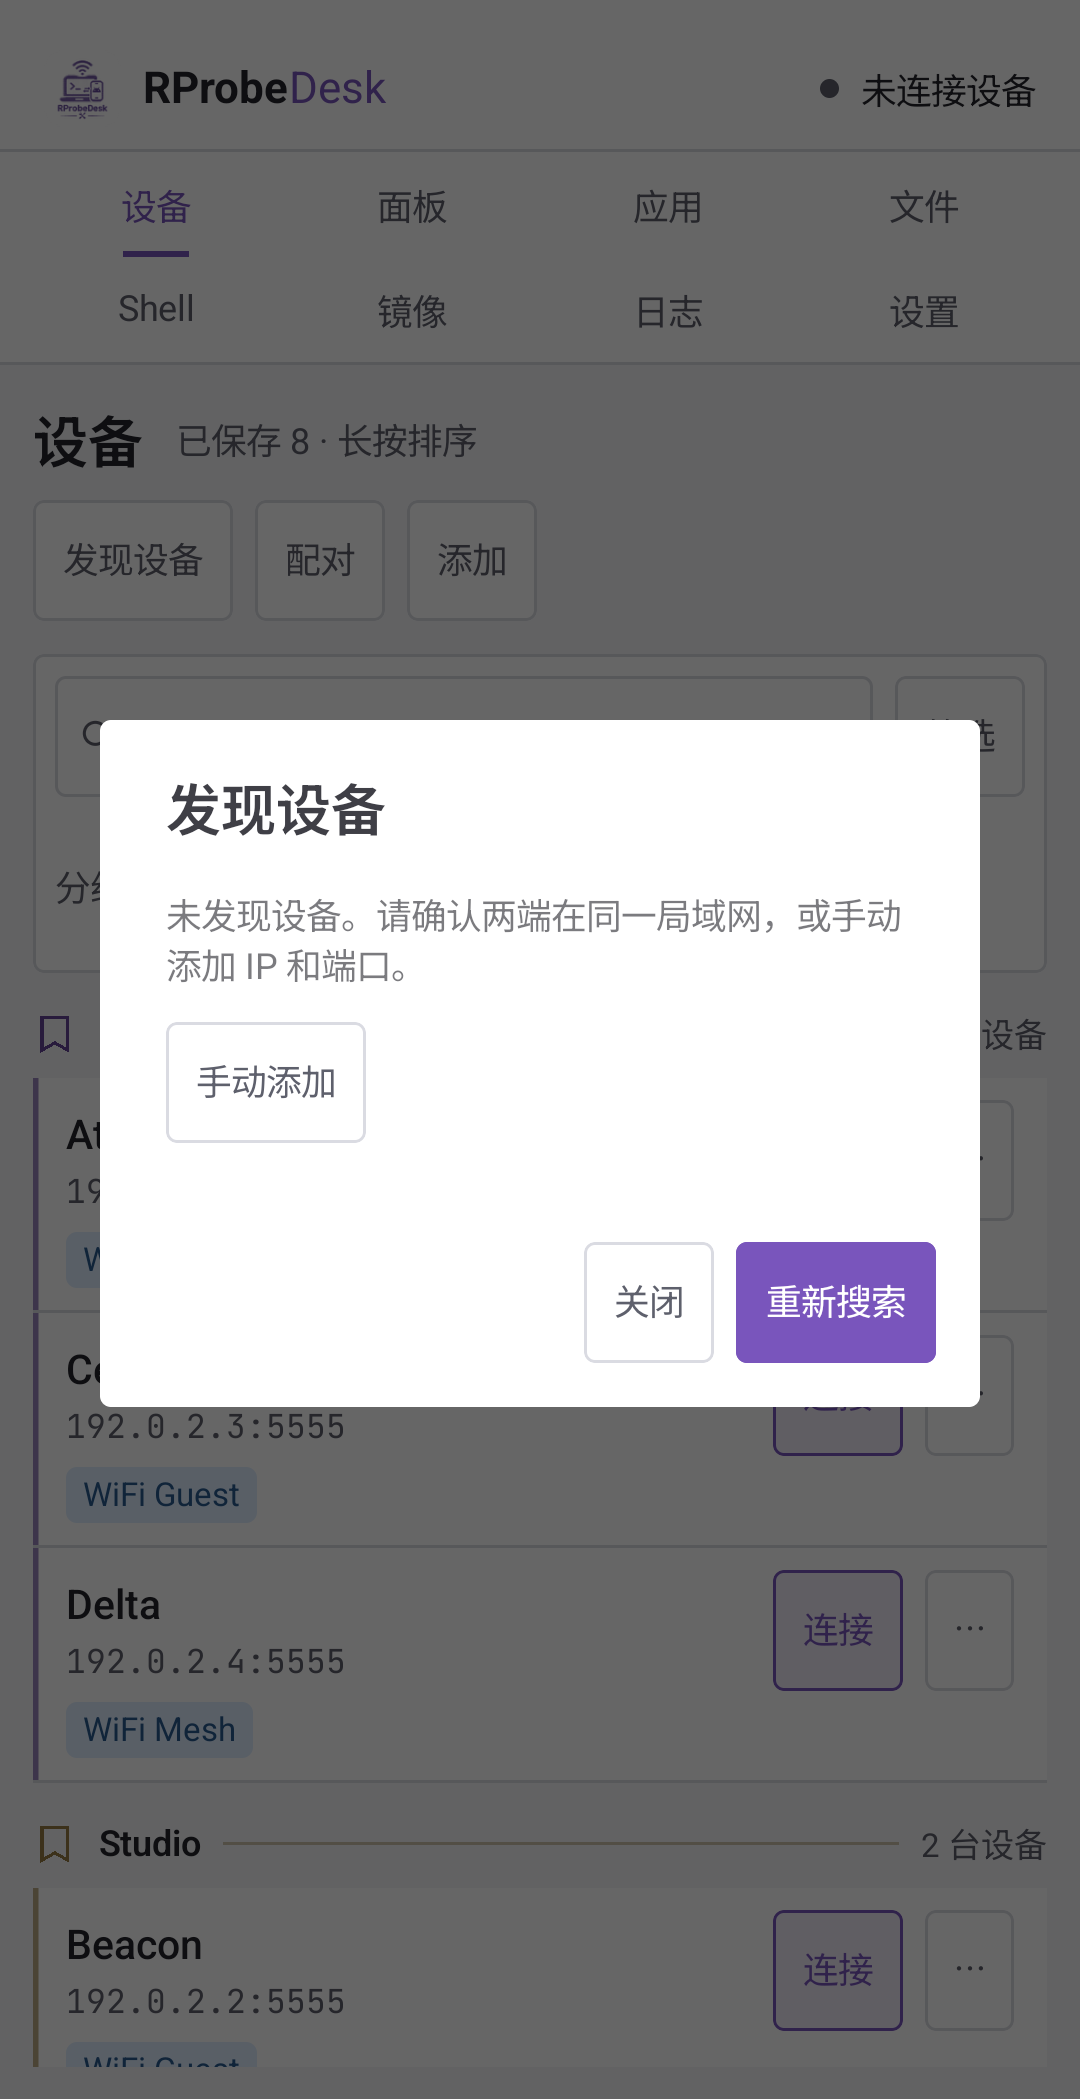 RProbeDesk
RProbeDesk
未连接设备
设备 面板 应用 文件
Shell 镜像 日志 设置
设备 已保存 8 · 长按排序
发现设备 配对 添加
发现设备
未发现设备。请确认两端在同一局域网，或手动
添加 IP 和端口。
手动添加
关闭 重新搜索
设备
192.0.2.3:5555
WiFi Guest
Delta
192.0.2.4:5555
连接 ...
WiFi Mesh
Studio 2 台设备
Beacon
192.0.2.2:5555
连接 ...
WiFi Guest